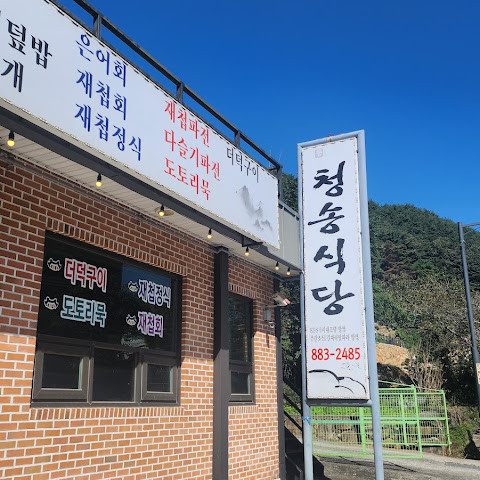 덮밥
개
은어회
재첩회
재첩정식
재첩파전
다슬기파전
도토리묵
더덕구이
더덕구이
재첩정식
도토리묵
재첩회
청송식당
883-2485